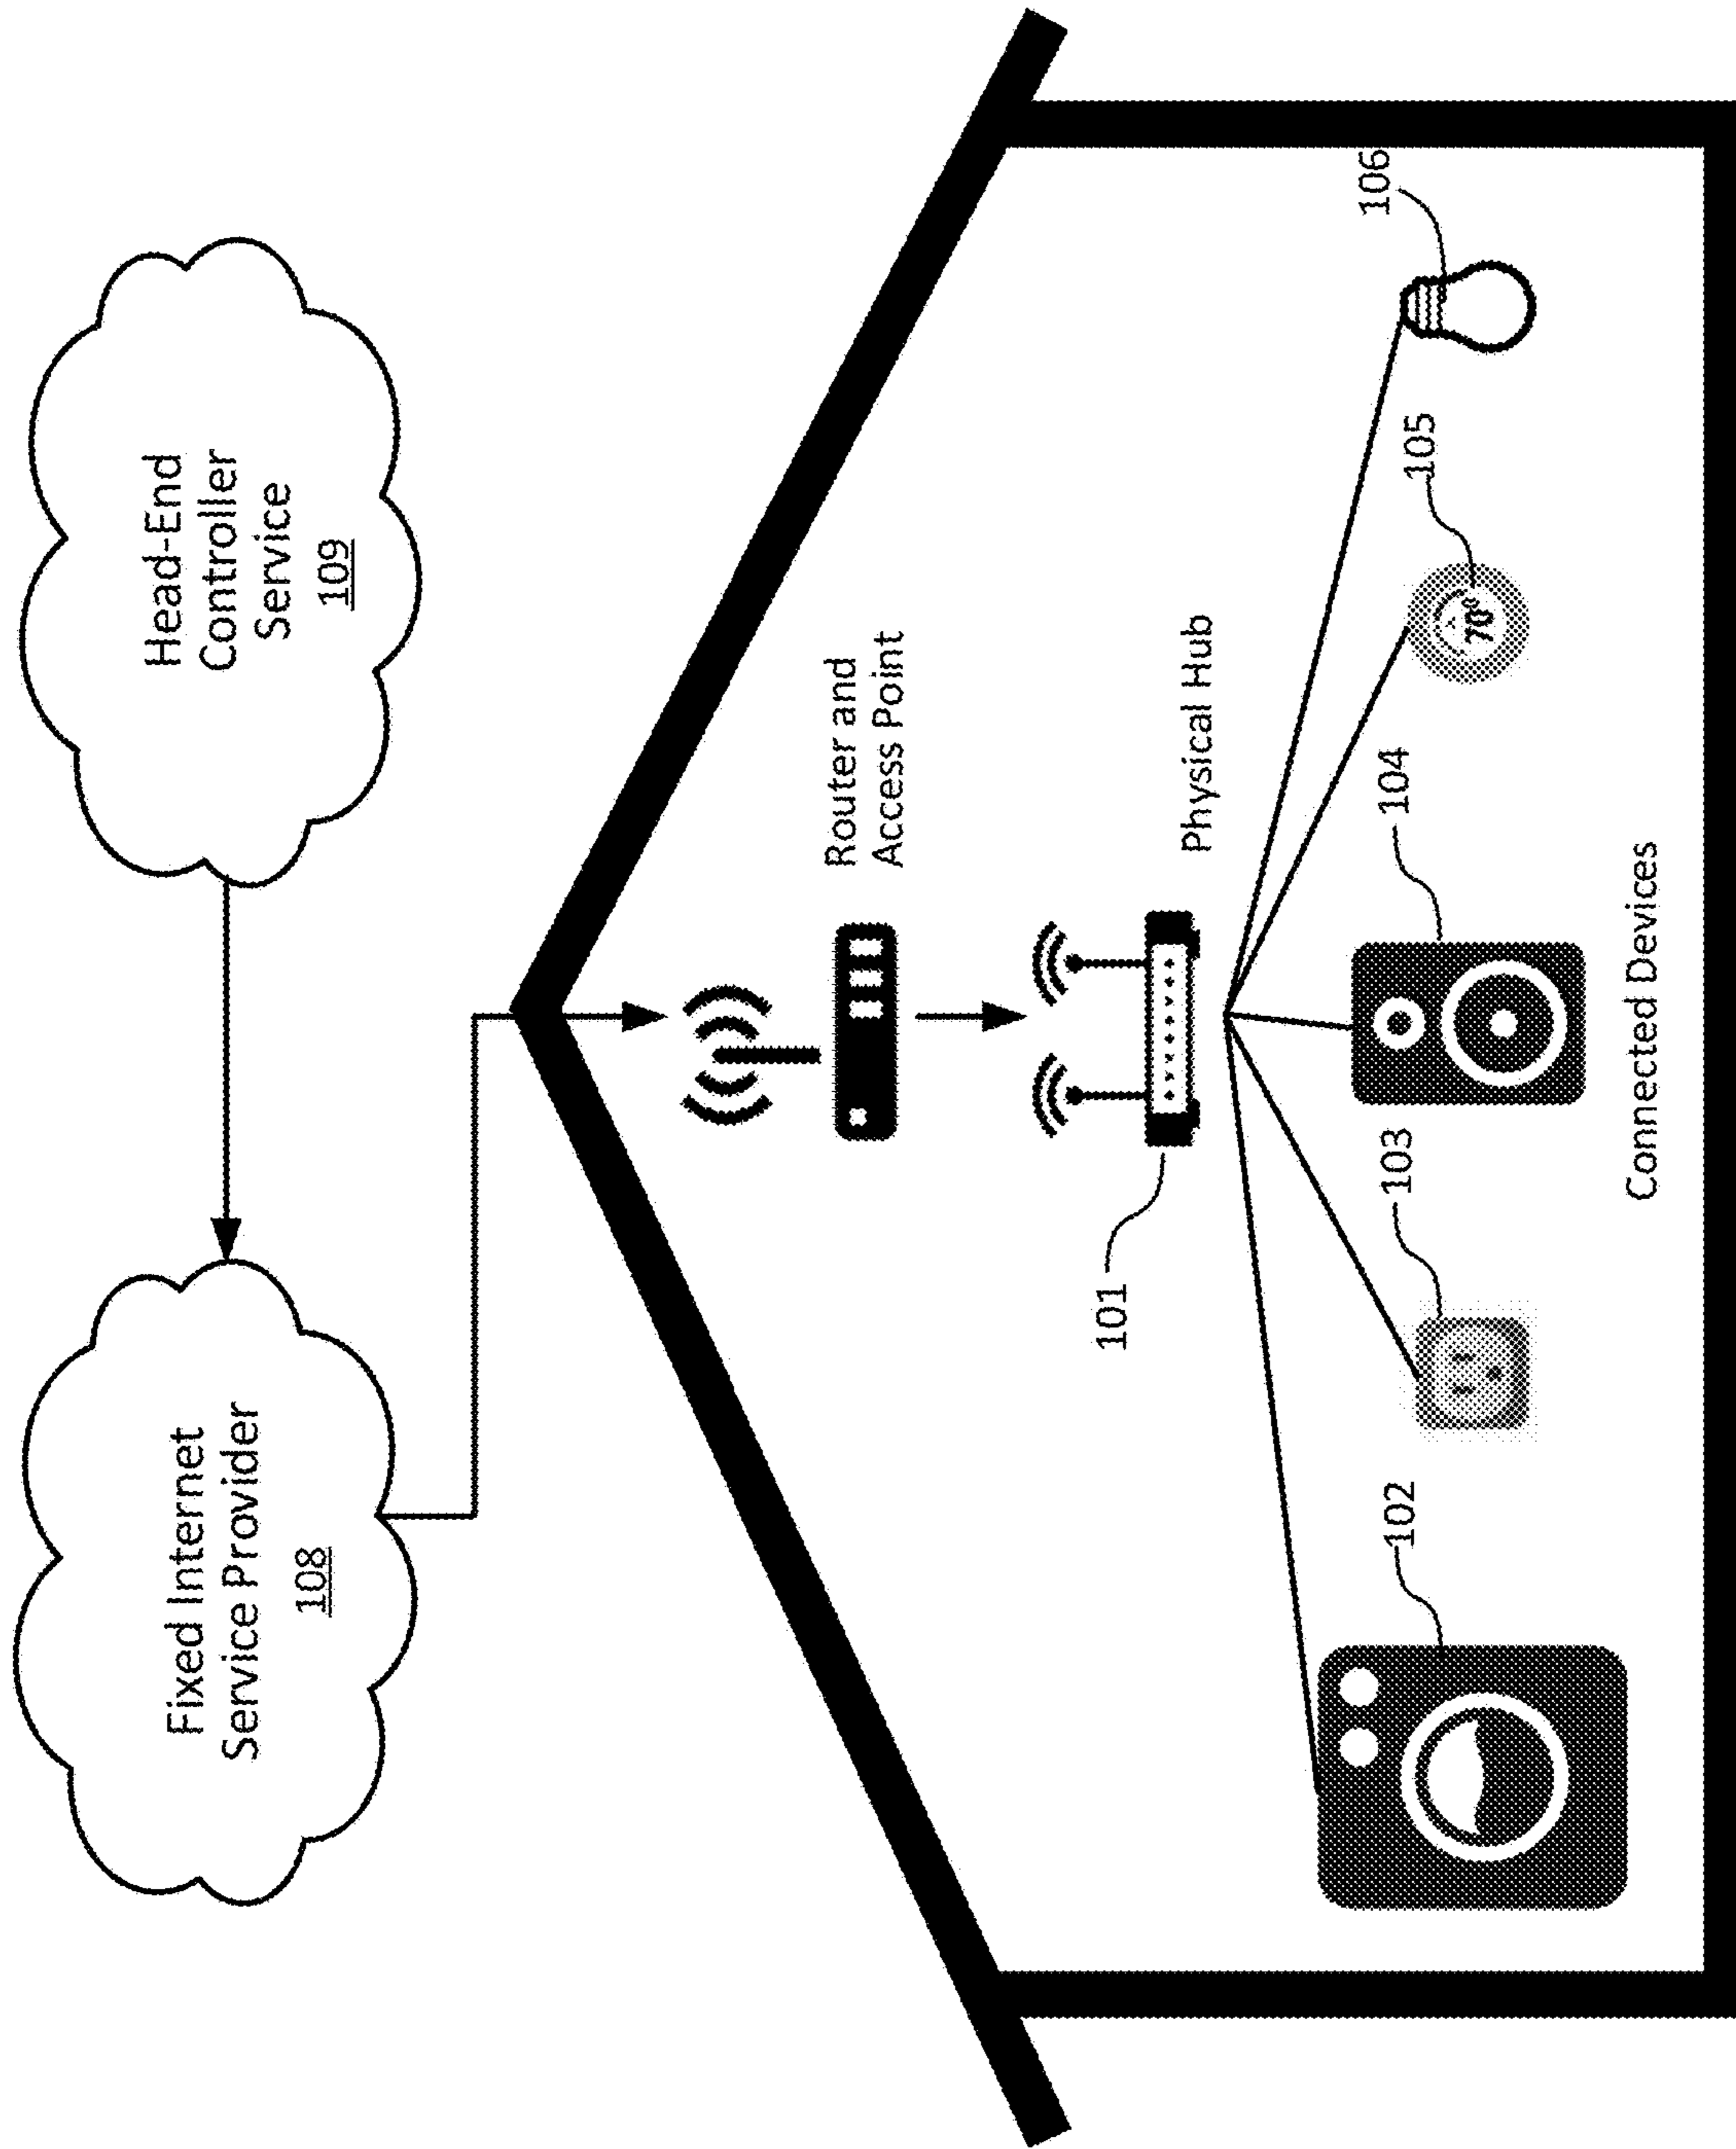 Fixed Internet
Service Provider
108
Head-End
Controller
Service
109
Router and
Access Point
101
Physical Hub
102
103
104
105
106
70°
Connected Devices